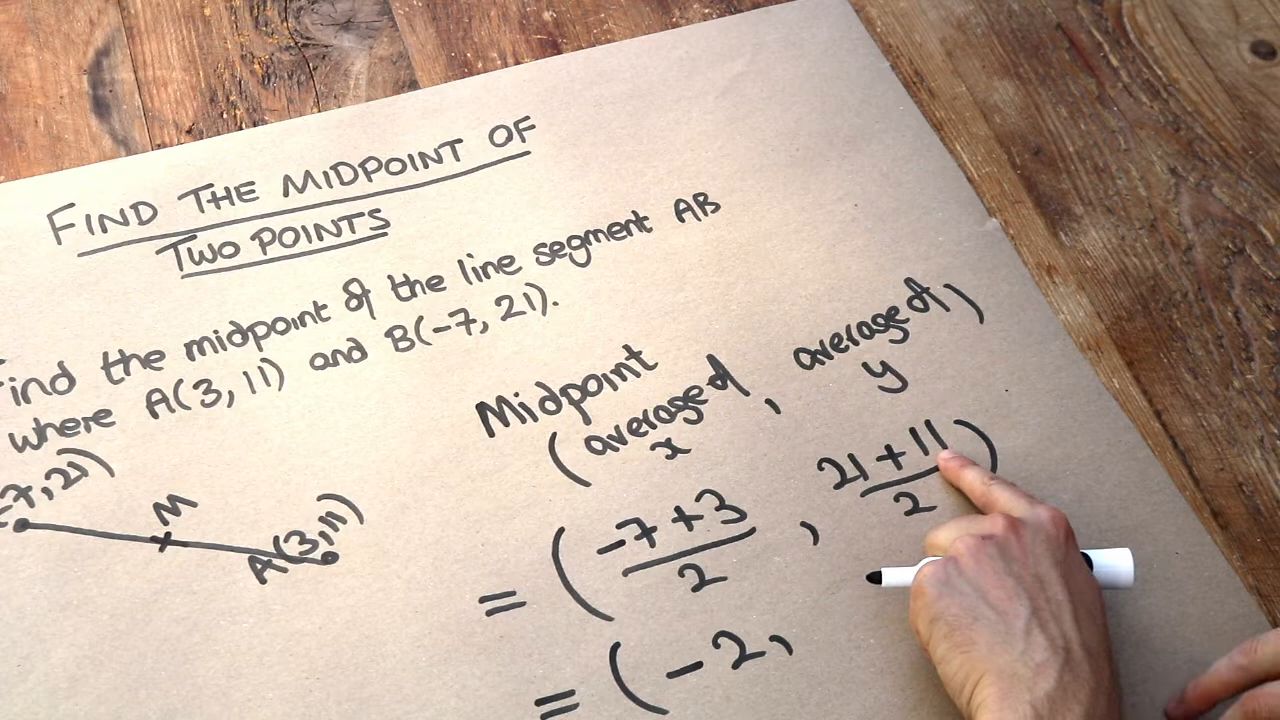 FIND THE MIDPOINT OF
TWO POINTS
ind the midpoint of the line segment AB
where A(3, 11) and B(-7, 21).
-7, 21)
M
A(3, 11)
Midpoint
(average of x, average of y)
= (-7 + 3 / 2, 21 + 11 / 2)
= (-2,